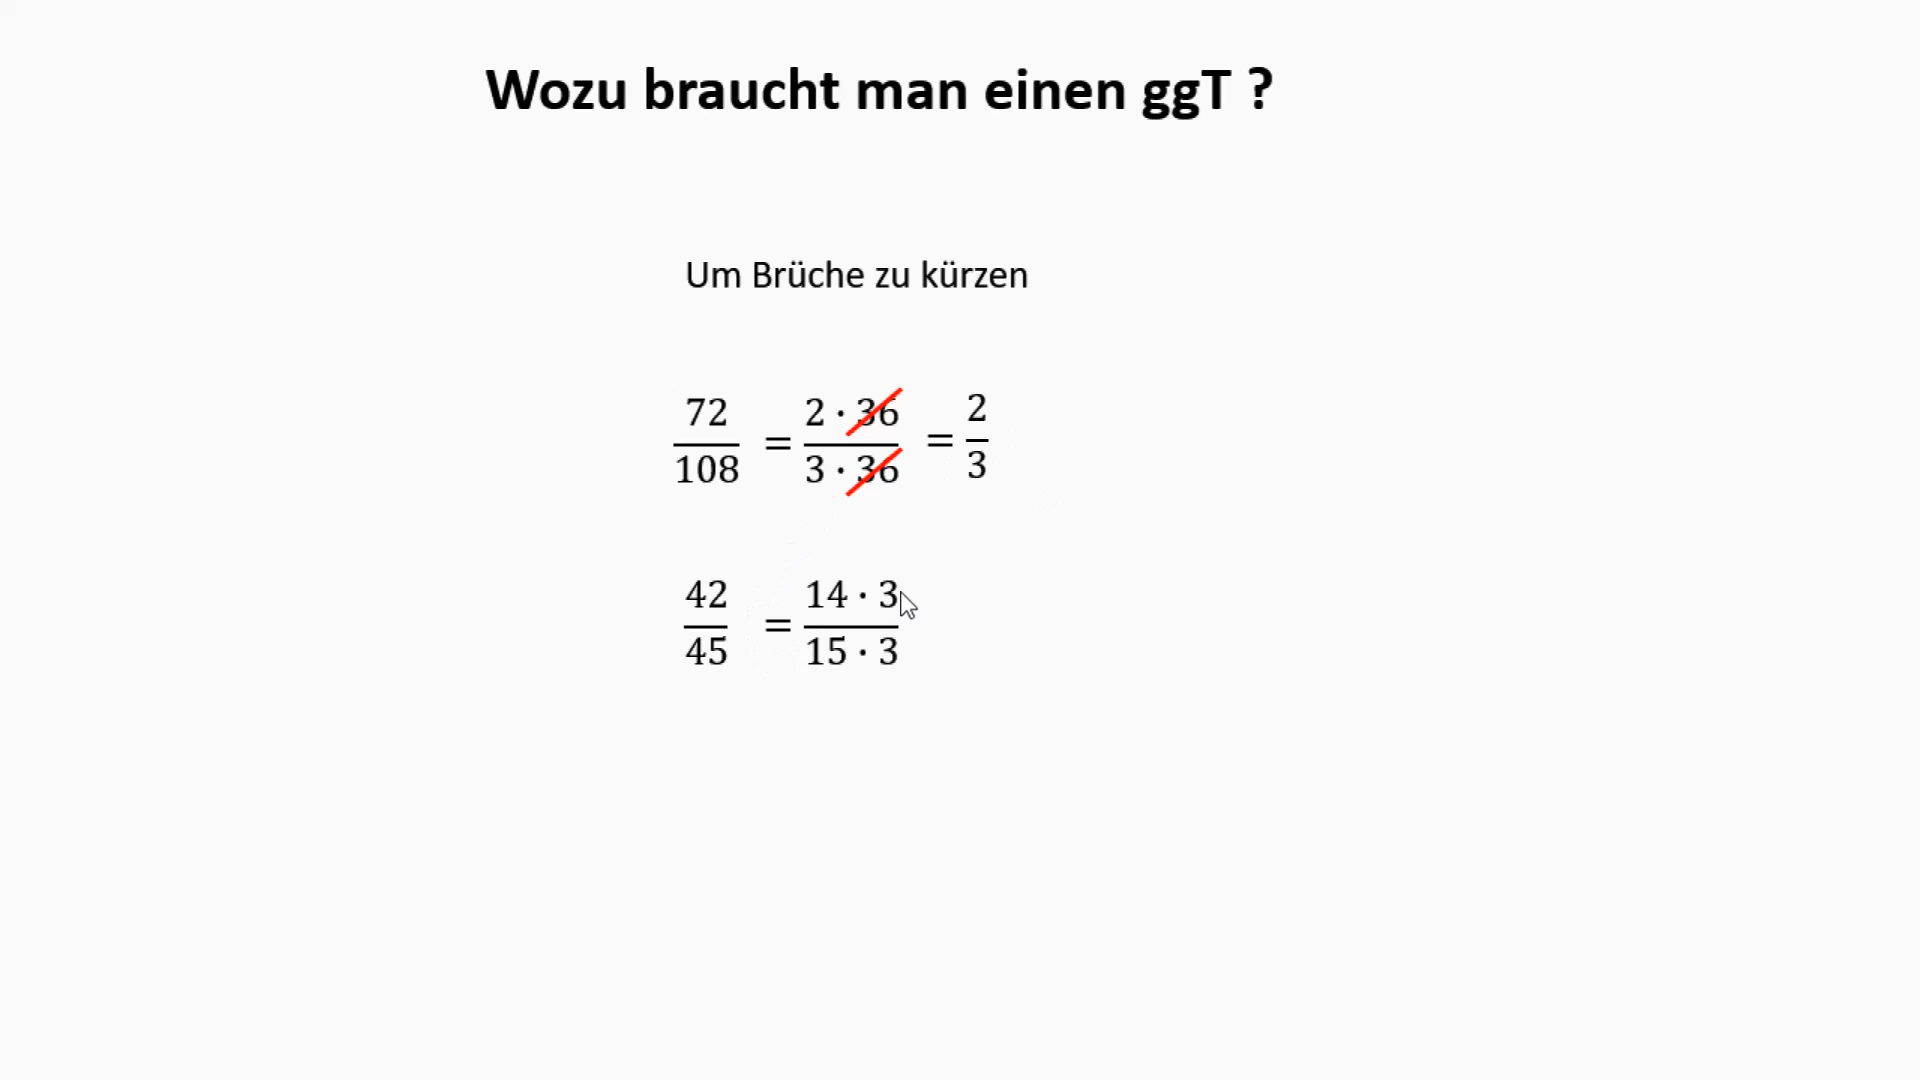 Wozu braucht man einen ggT ?
Um Brüche zu kürzen
72/108 = 2 · 36/3 · 36 = 2/3
42/45 = 14 · 3/15 · 3